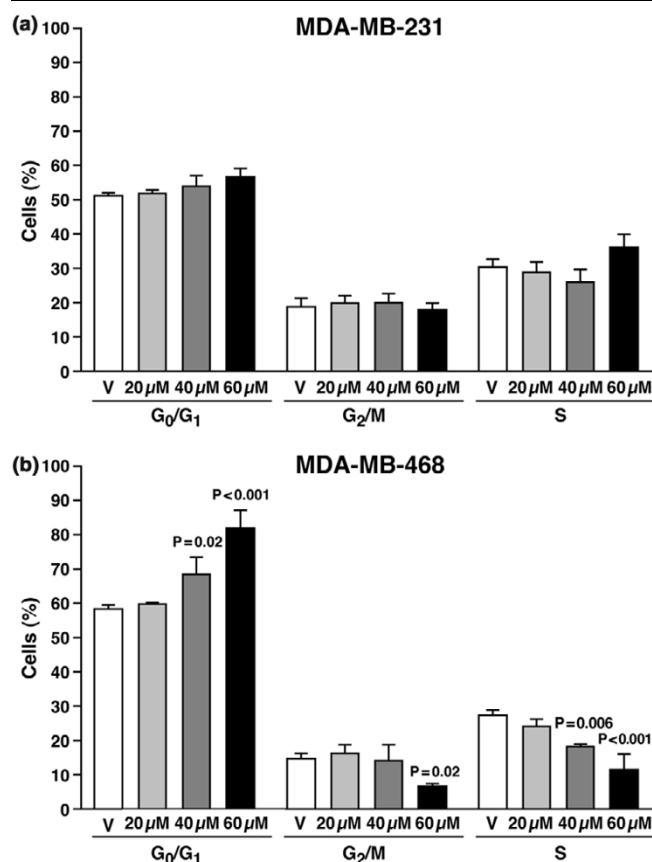 (a) MDA-MB-231
100
90
80
70
60
50
40
30
20
10
0
Cells (%)
V 20 µM 40 µM 60 µM V 20 µM 40 µM 60 µM V 20 µM 40 µM 60 µM
G0/G1 G2/M S
(b) MDA-MB-468
100
90
80
70
60
50
40
30
20
10
0
Cells (%)
P<0.001
P=0.02
P=0.02
P=0.006
P<0.001
V 20 µM 40 µM 60 µM V 20 µM 40 µM 60 µM V 20 µM 40 µM 60 µM
G0/G1 G2/M S